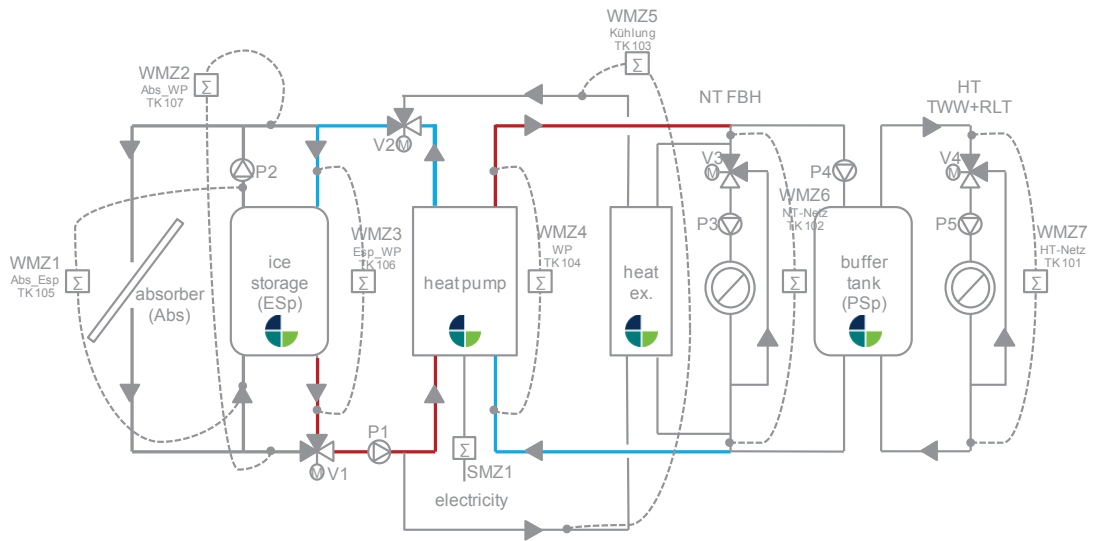 WMZ5
Kühlung
TK103
WMZ2
Abs_WP
TK107
Σ
Σ
NT FBH
HT
TWW+RLT
V2
M
P2
V3
M
P4
V4
M
WMZ6
NT-Netz
TK102
P3
P5
WMZ1
Abs_Esp
TK105
Σ
absorber
(Abs)
ice
storage
(ESp)
WMZ3
Esp_WP
TK106
Σ
heat pump
WMZ4
WP
TK104
Σ
heat
ex.
Σ
buffer
tank
(PSp)
WMZ7
HT-Netz
TK101
Σ
P1
M
V1
Σ
SMZ1
electricity